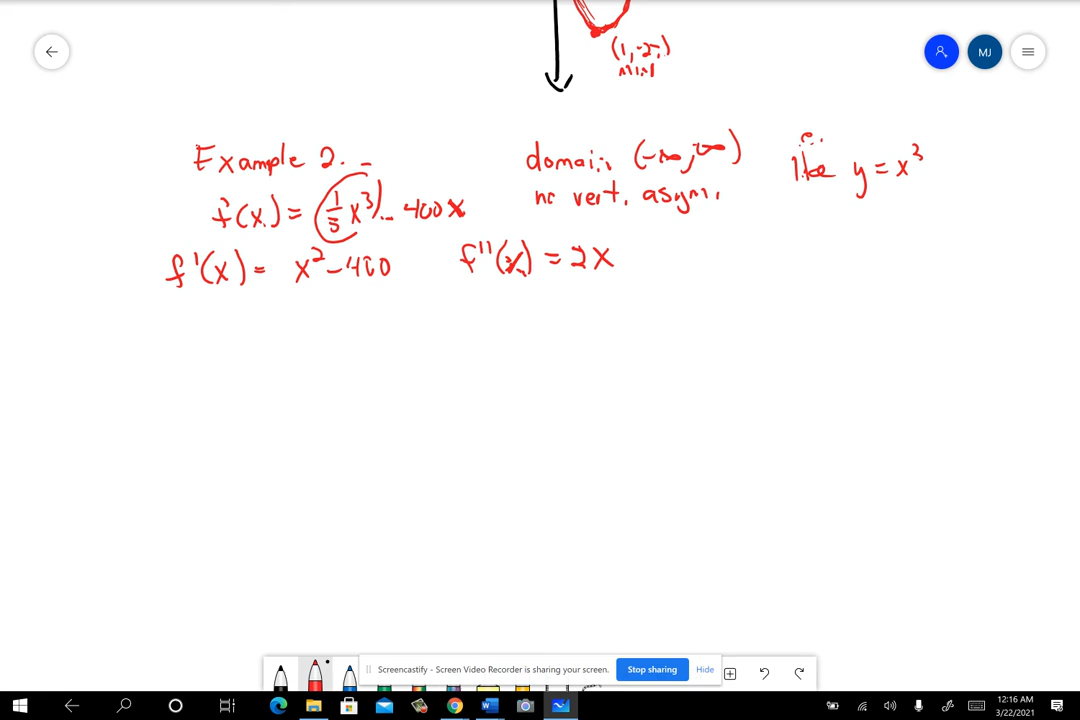 (1, -2
min
MJ
Example 2.
domain (-∞, ∞)
like y = x³
no vert. asym.
f(x) = (1/3 x³) - 400x
f'(x) = x² - 400
f''(x) = 2x
Screencastify - Screen Video Recorder is sharing your screen.
Stop sharing
Hide
12:16 AM
3/22/2021